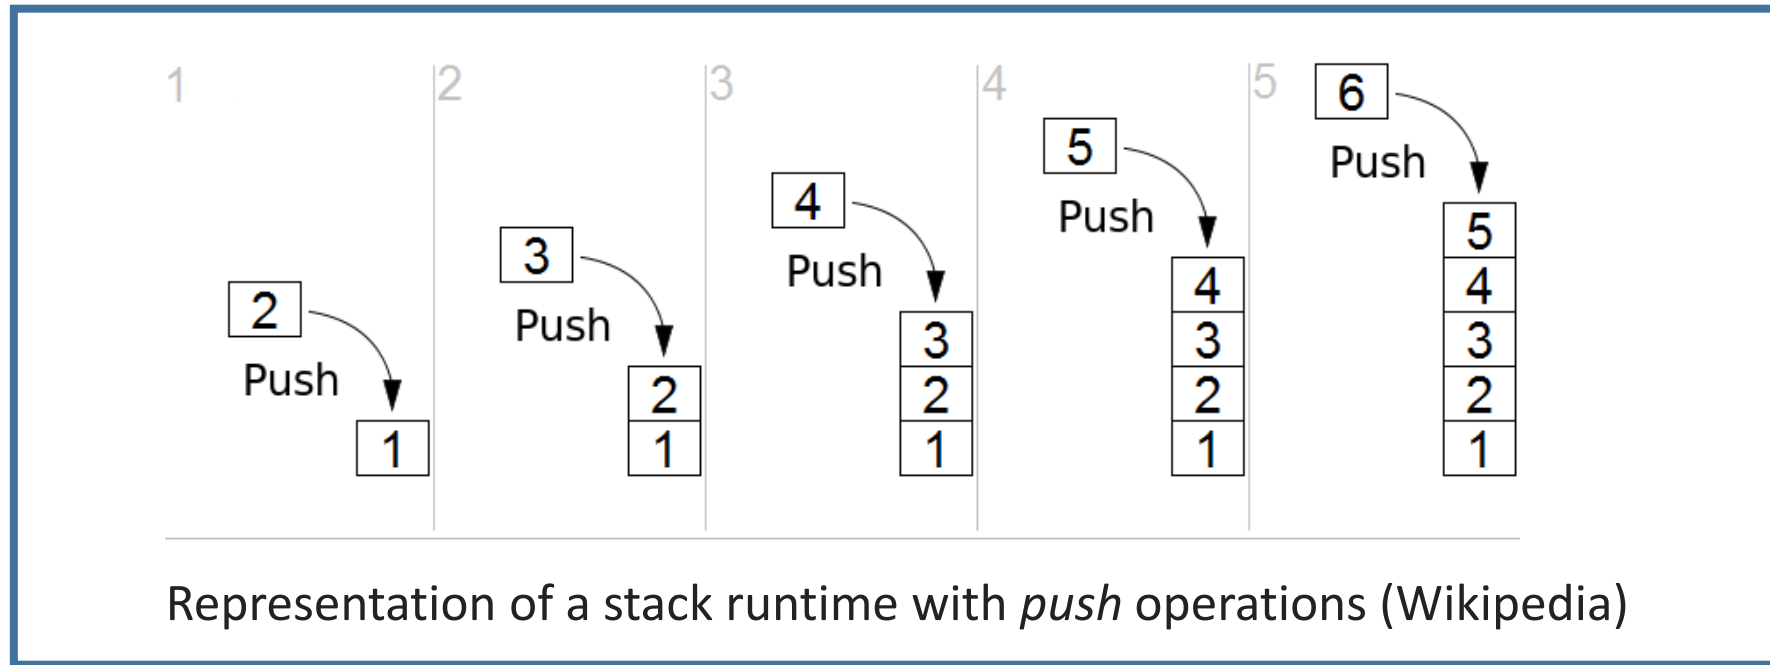 1 2 3 4 5
6
5
Push
4
Push
3
Push
5
2
Push
4 4
Push
3 3 3
2 2 2 2
1 1 1 1 1
Representation of a stack runtime with push operations (Wikipedia)